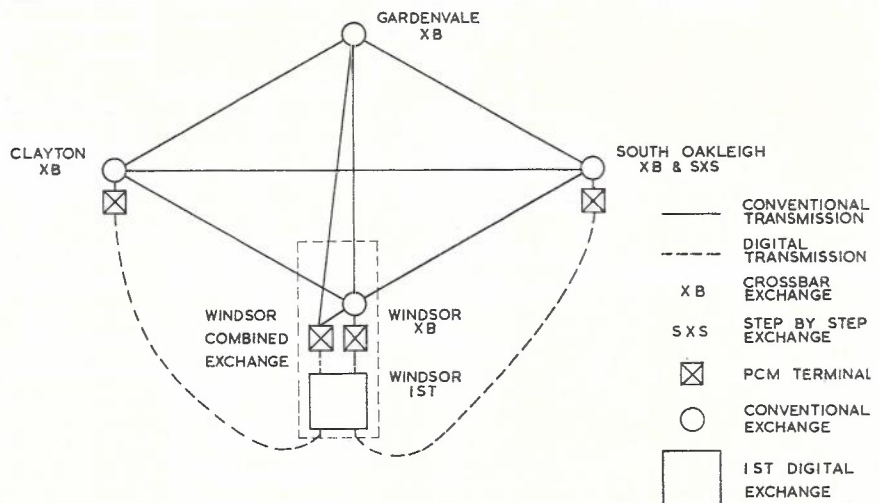 GARDENVALE
XB
CLAYTON
XB
SOUTH OAKLEIGH
XB & SXS
WINDSOR
COMBINED
EXCHANGE
WINDSOR
XB
WINDSOR
IST
CONVENTIONAL
TRANSMISSION
DIGITAL
TRANSMISSION
XB
CROSSBAR
EXCHANGE
SXS
STEP BY STEP
EXCHANGE
PCM TERMINAL
CONVENTIONAL
EXCHANGE
IST DIGITAL
EXCHANGE